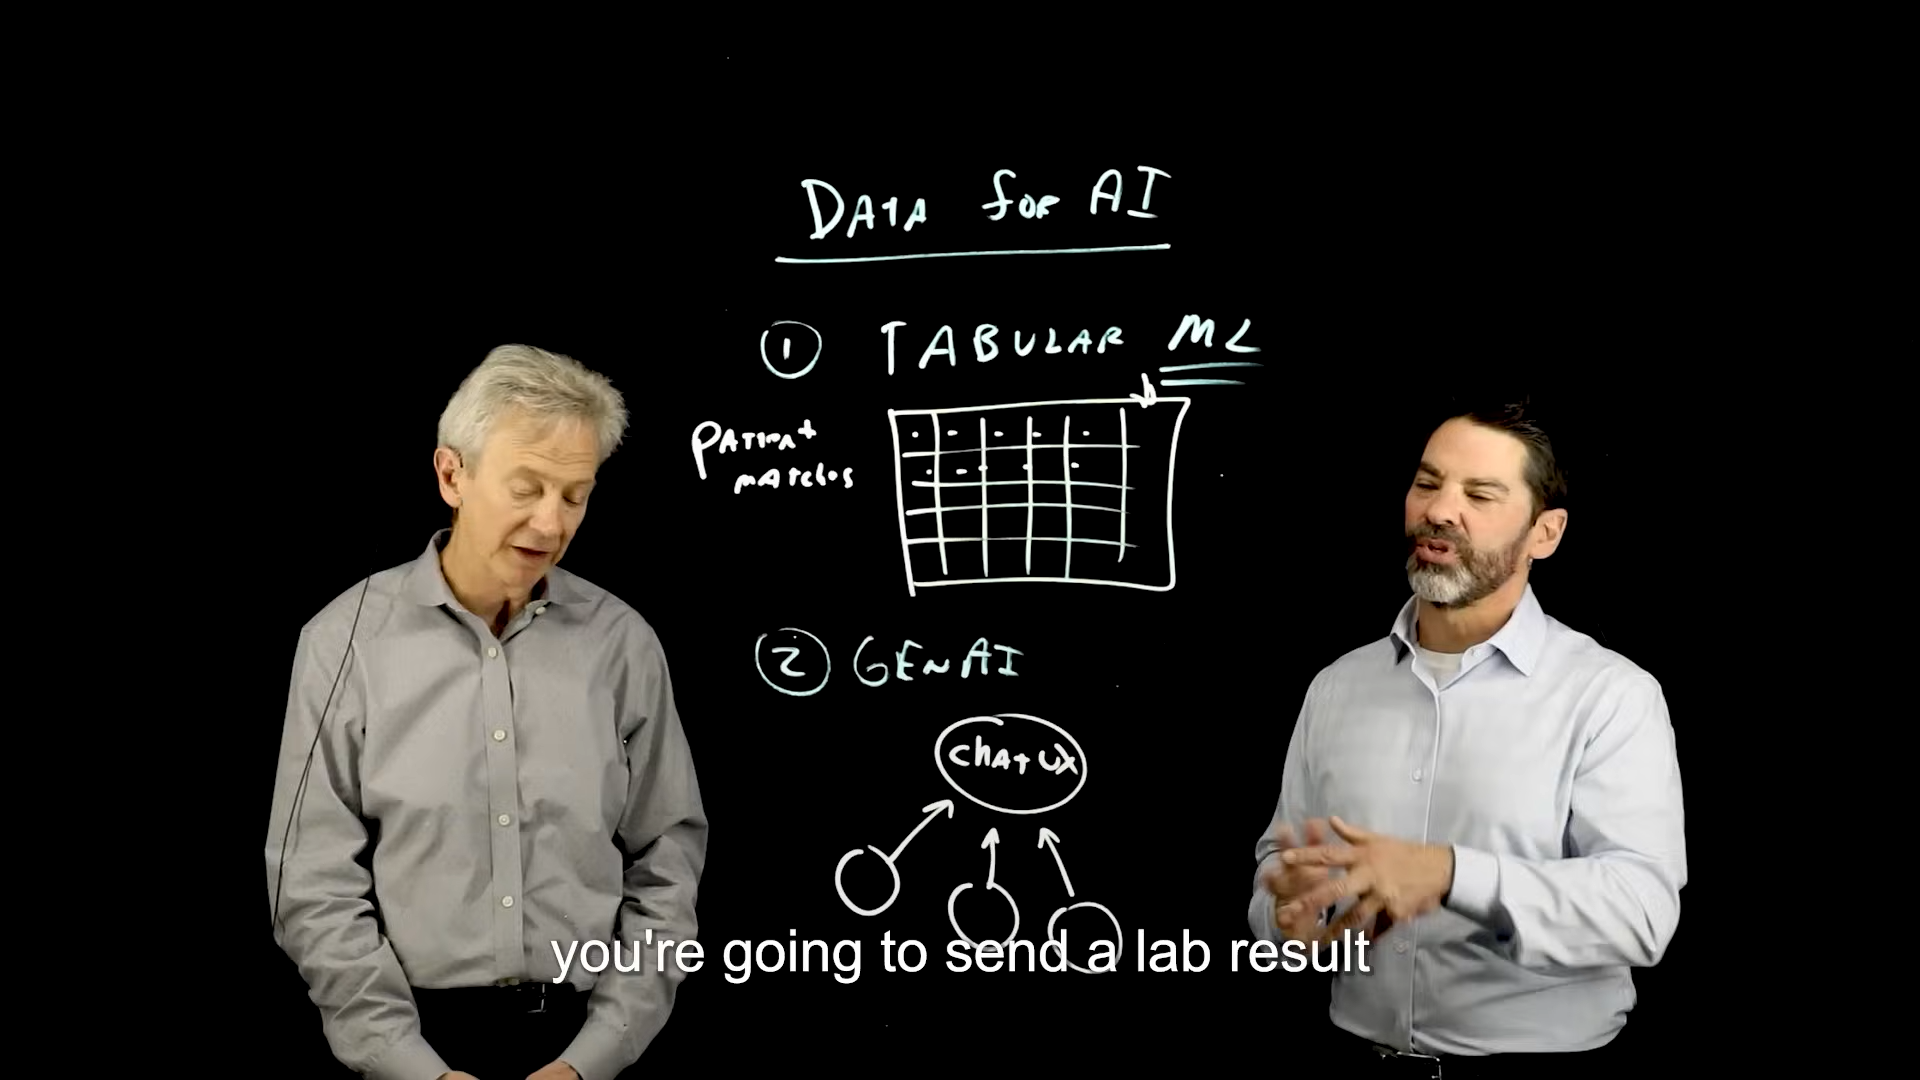 DATA for AI
1 TABULAR ML
PATIENT
MATCHES
2 GEN AI
Chat UX
you're going to send a lab result